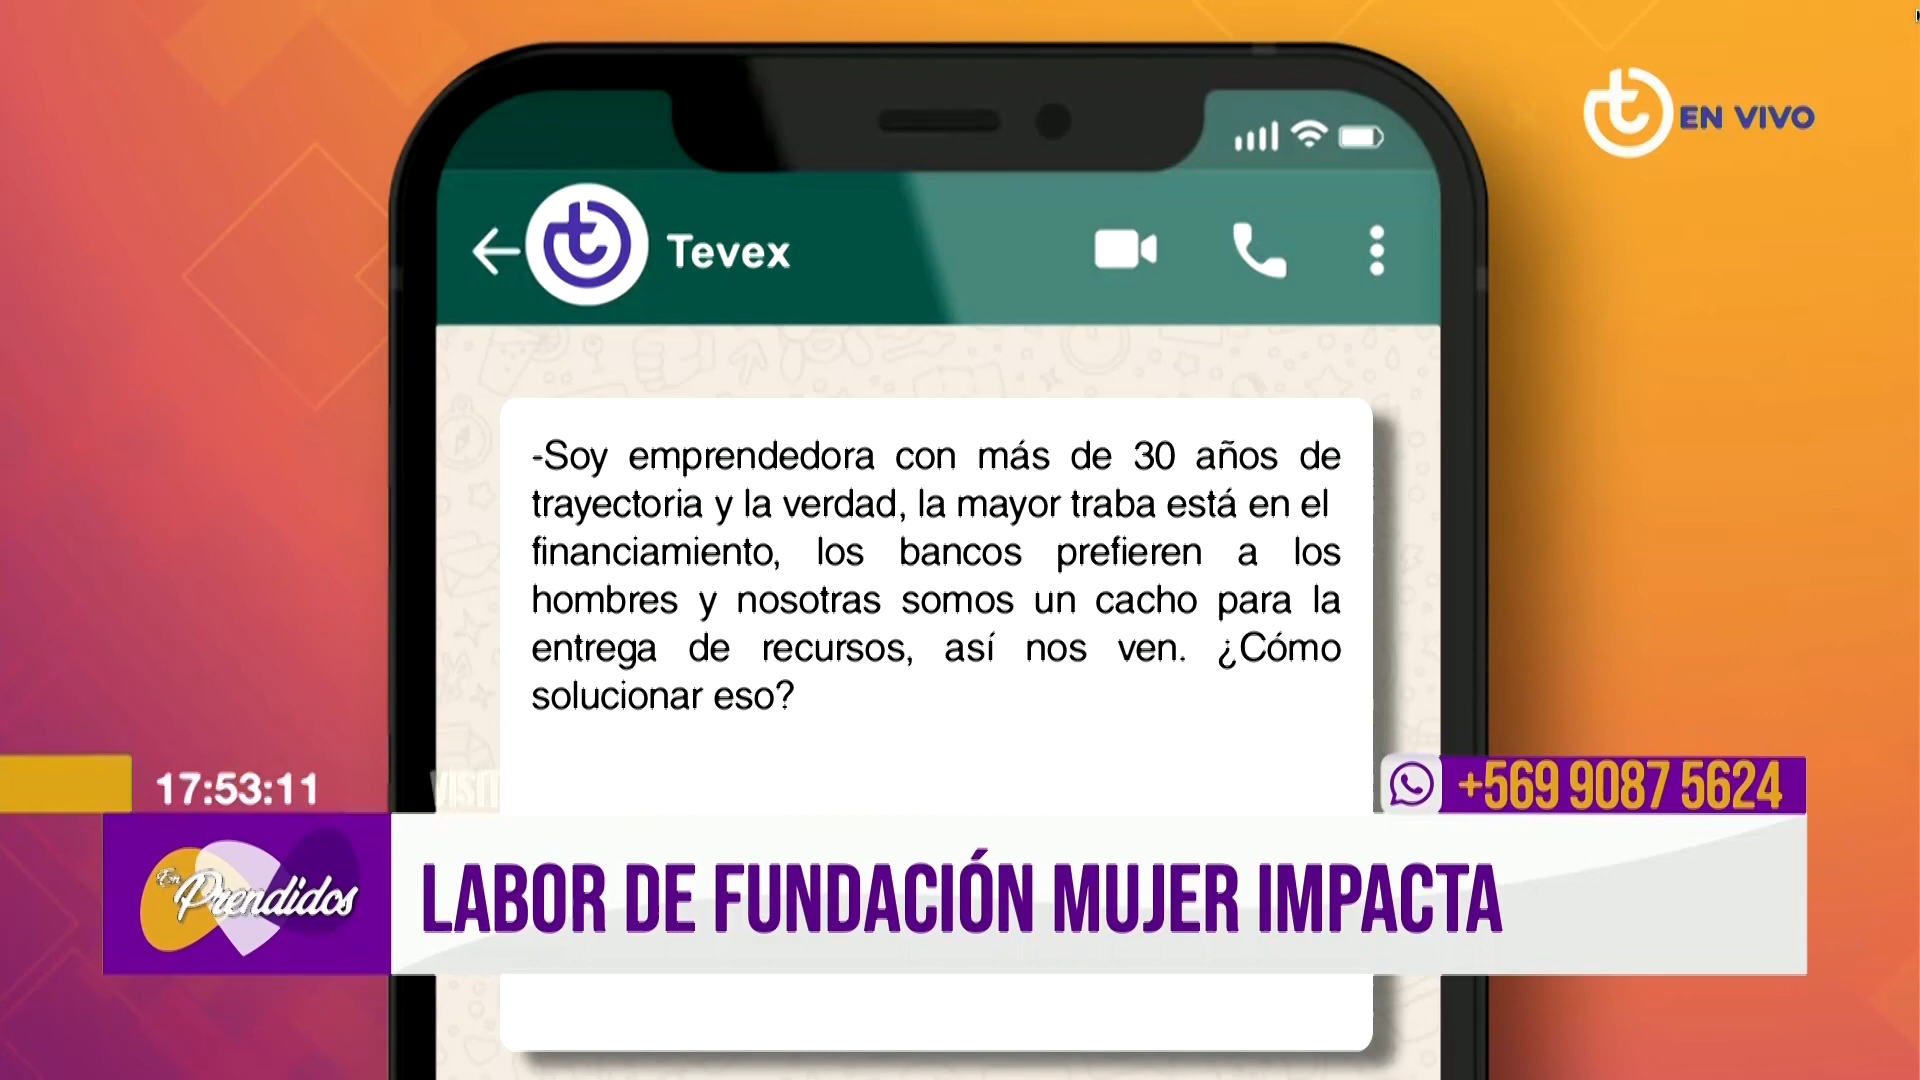 EN VIVO
Tevex
-Soy emprendedora con más de 30 años de
trayectoria y la verdad, la mayor traba está en el
financiamiento, los bancos prefieren a los
hombres y nosotras somos un cacho para la
entrega de recursos, así nos ven. ¿Cómo
solucionar eso?
17:53:11
+569 9087 5624
En Prendidos
LABOR DE FUNDACIÓN MUJER IMPACTA